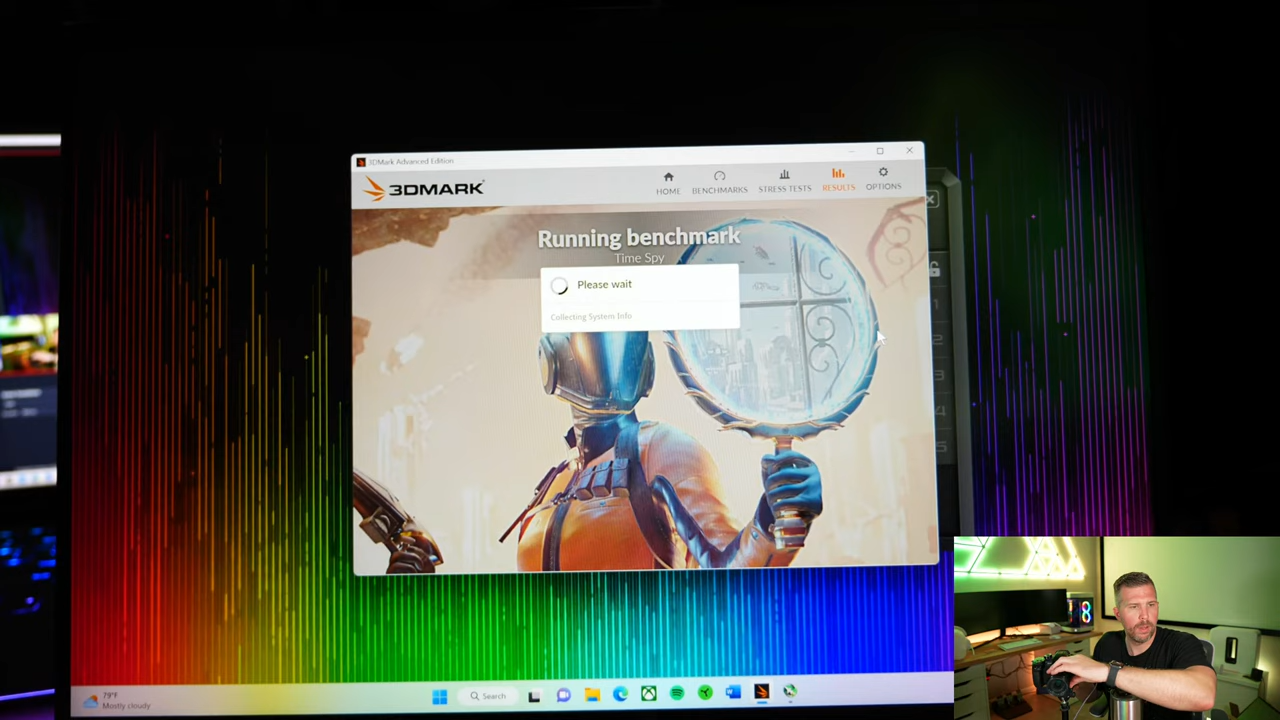 3DMark Advanced Edition
3DMARK
HOME
BENCHMARKS
STRESS TESTS
RESULTS
OPTIONS
Running benchmark
Time Spy
Please wait
Collecting System Info
79°F
Mostly cloudy
Search